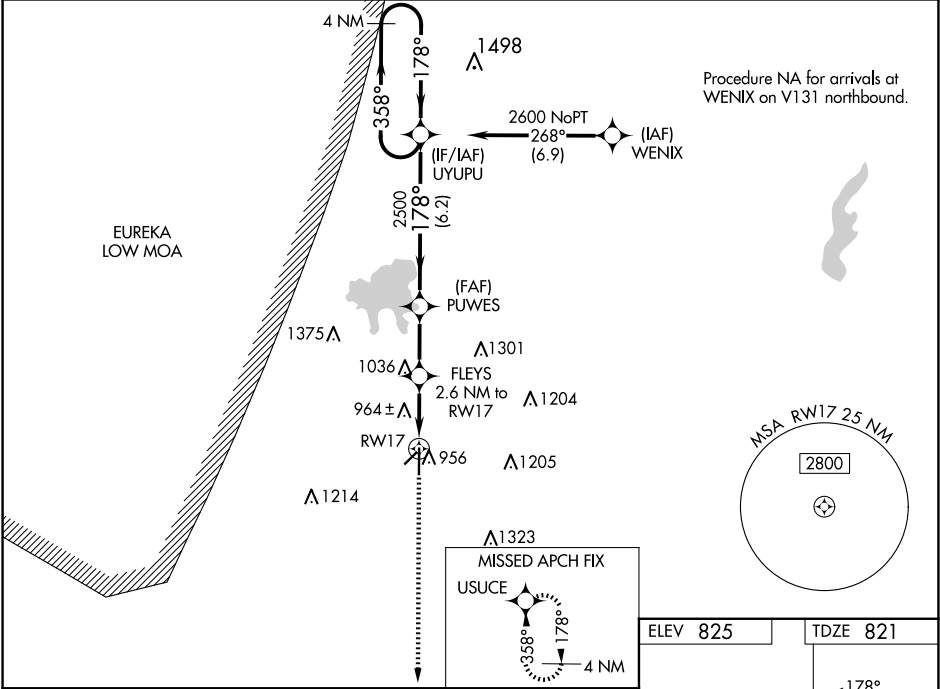 4 NM
178°
358°
1498
Procedure NA for arrivals at
WENIX on V131 northbound.
2600 NoPT
268°
(6.9)
(IAF)
WENIX
(IF/IAF)
UYUPU
2500
178°
(6.2)
EUREKA
LOW MOA
(FAF)
PUWES
1375
1301
1036
FLEYS
2.6 NM to
RW17
1204
964±
RW17
956
1205
1214
MSA RW17 25 NM
2800
1323
MISSED APCH FIX
USUCE
358°
178°
4 NM
ELEV 825
TDZE 821
178°